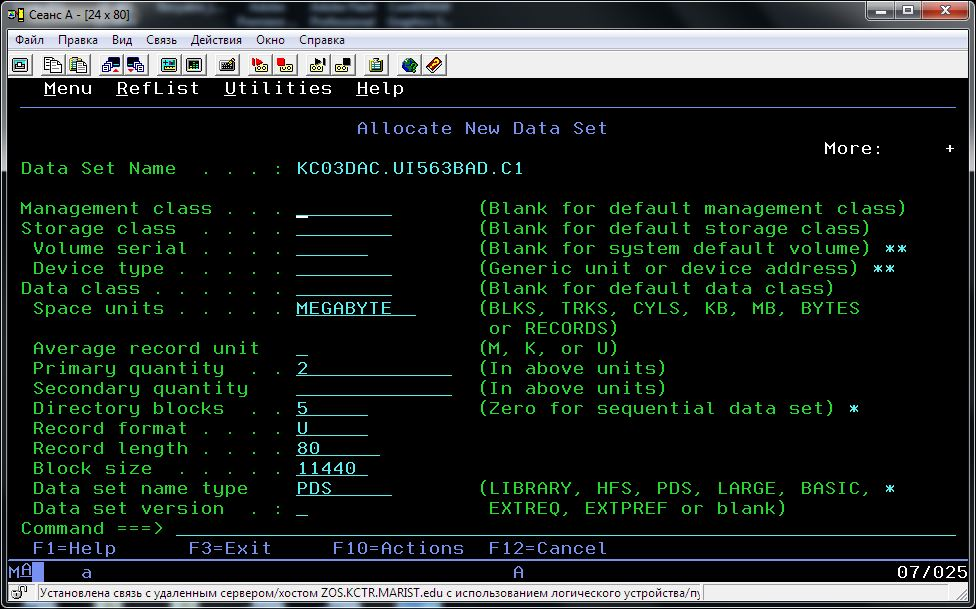 Сеанс A - [24 x 80]
Файл Правка Вид Связь Действия Окно Справка
Menu RefList Utilities Help
Allocate New Data Set
More: +
Data Set Name . . . : KC03DAC.UI563BAD.C1
Management class . . . (Blank for default management class)
Storage class . . . . (Blank for default storage class)
Volume serial . . . . (Blank for system default volume) **
Device type . . . . . (Generic unit or device address) **
Data class . . . . . . (Blank for default data class)
Space units . . . . . MEGABYTE (BLKS, TRKS, CYLS, KB, MB, BYTES
or RECORDS)
Average record unit (M, K, or U)
Primary quantity . . 2 (In above units)
Secondary quantity (In above units)
Directory blocks . . 5 (Zero for sequential data set) *
Record format . . . . U
Record length . . . . 80
Block size . . . . . 11440
Data set name type PDS (LIBRARY, HFS, PDS, LARGE, BASIC, *
Data set version . : EXTREQ, EXTPREF or blank)
Command ===>
F1=Help F3=Exit F10=Actions F12=Cancel
MA a A 07/025
Установлена связь с удаленным сервером/хостом ZOS.KCTR.MARIST.edu с использованием логического устройства/пу